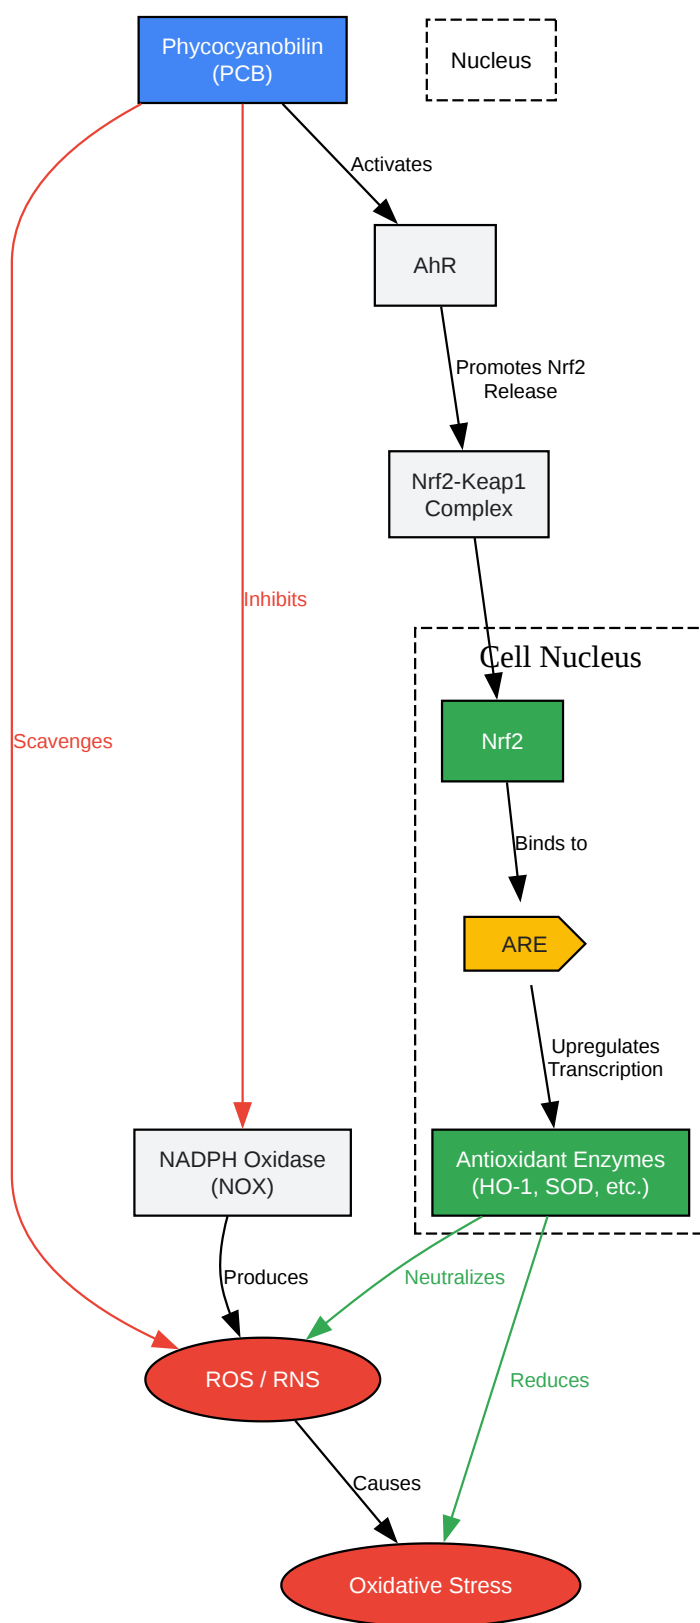 Phycocyanobilin
(PCB)
Nucleus
Activates
AhR
Promotes Nrf2
Release
Nrf2-Keap1
Complex
Inhibits
Cell Nucleus
Scavenges
Nrf2
Binds to
ARE
Upregulates
Transcription
NADPH Oxidase
(NOX)
Antioxidant Enzymes
(HO-1, SOD, etc.)
Produces
Neutralizes
ROS / RNS
Reduces
Causes
Oxidative Stress